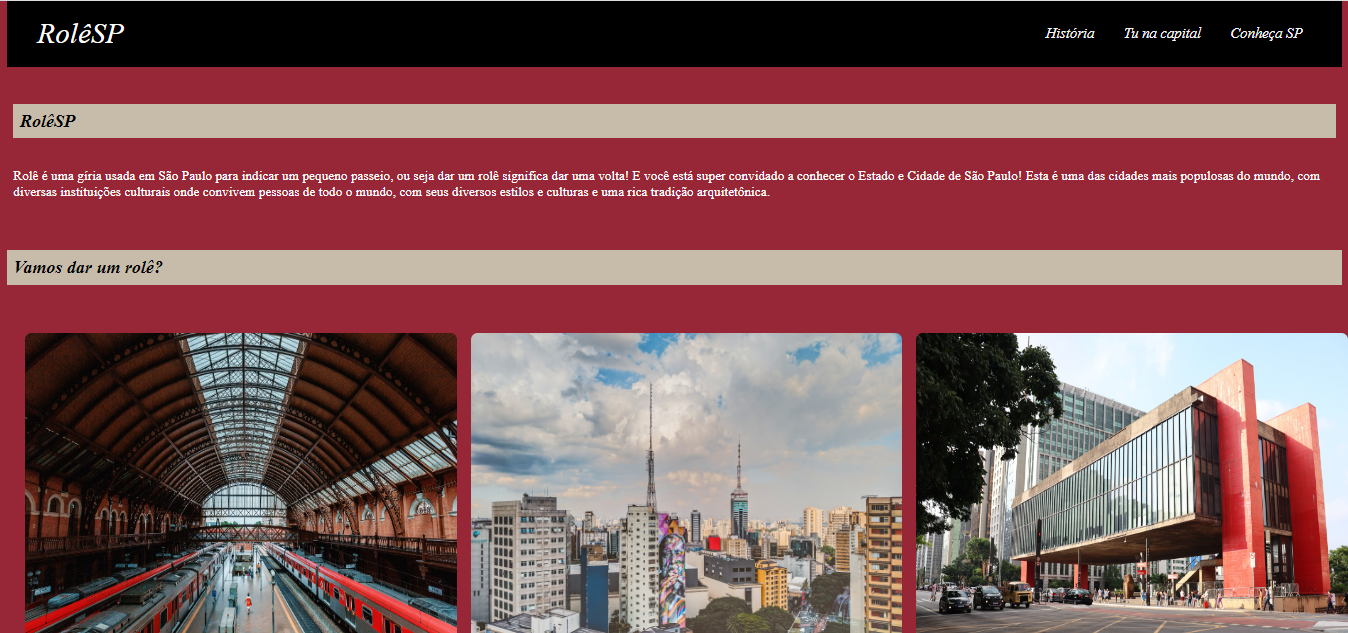 RolêSP
História Tu na capital Conheça SP
RolêSP
Rolê é uma gíria usada em São Paulo para indicar um pequeno passeio, ou seja dar um rolê significa dar uma volta! E você está super convidado a conhecer o Estado e Cidade de São Paulo! Esta é uma das cidades mais populosas do mundo, com
diversas instituições culturais onde convivem pessoas de todo o mundo, com seus diversos estilos e culturas e uma rica tradição arquitetônica.
Vamos dar um rolê?